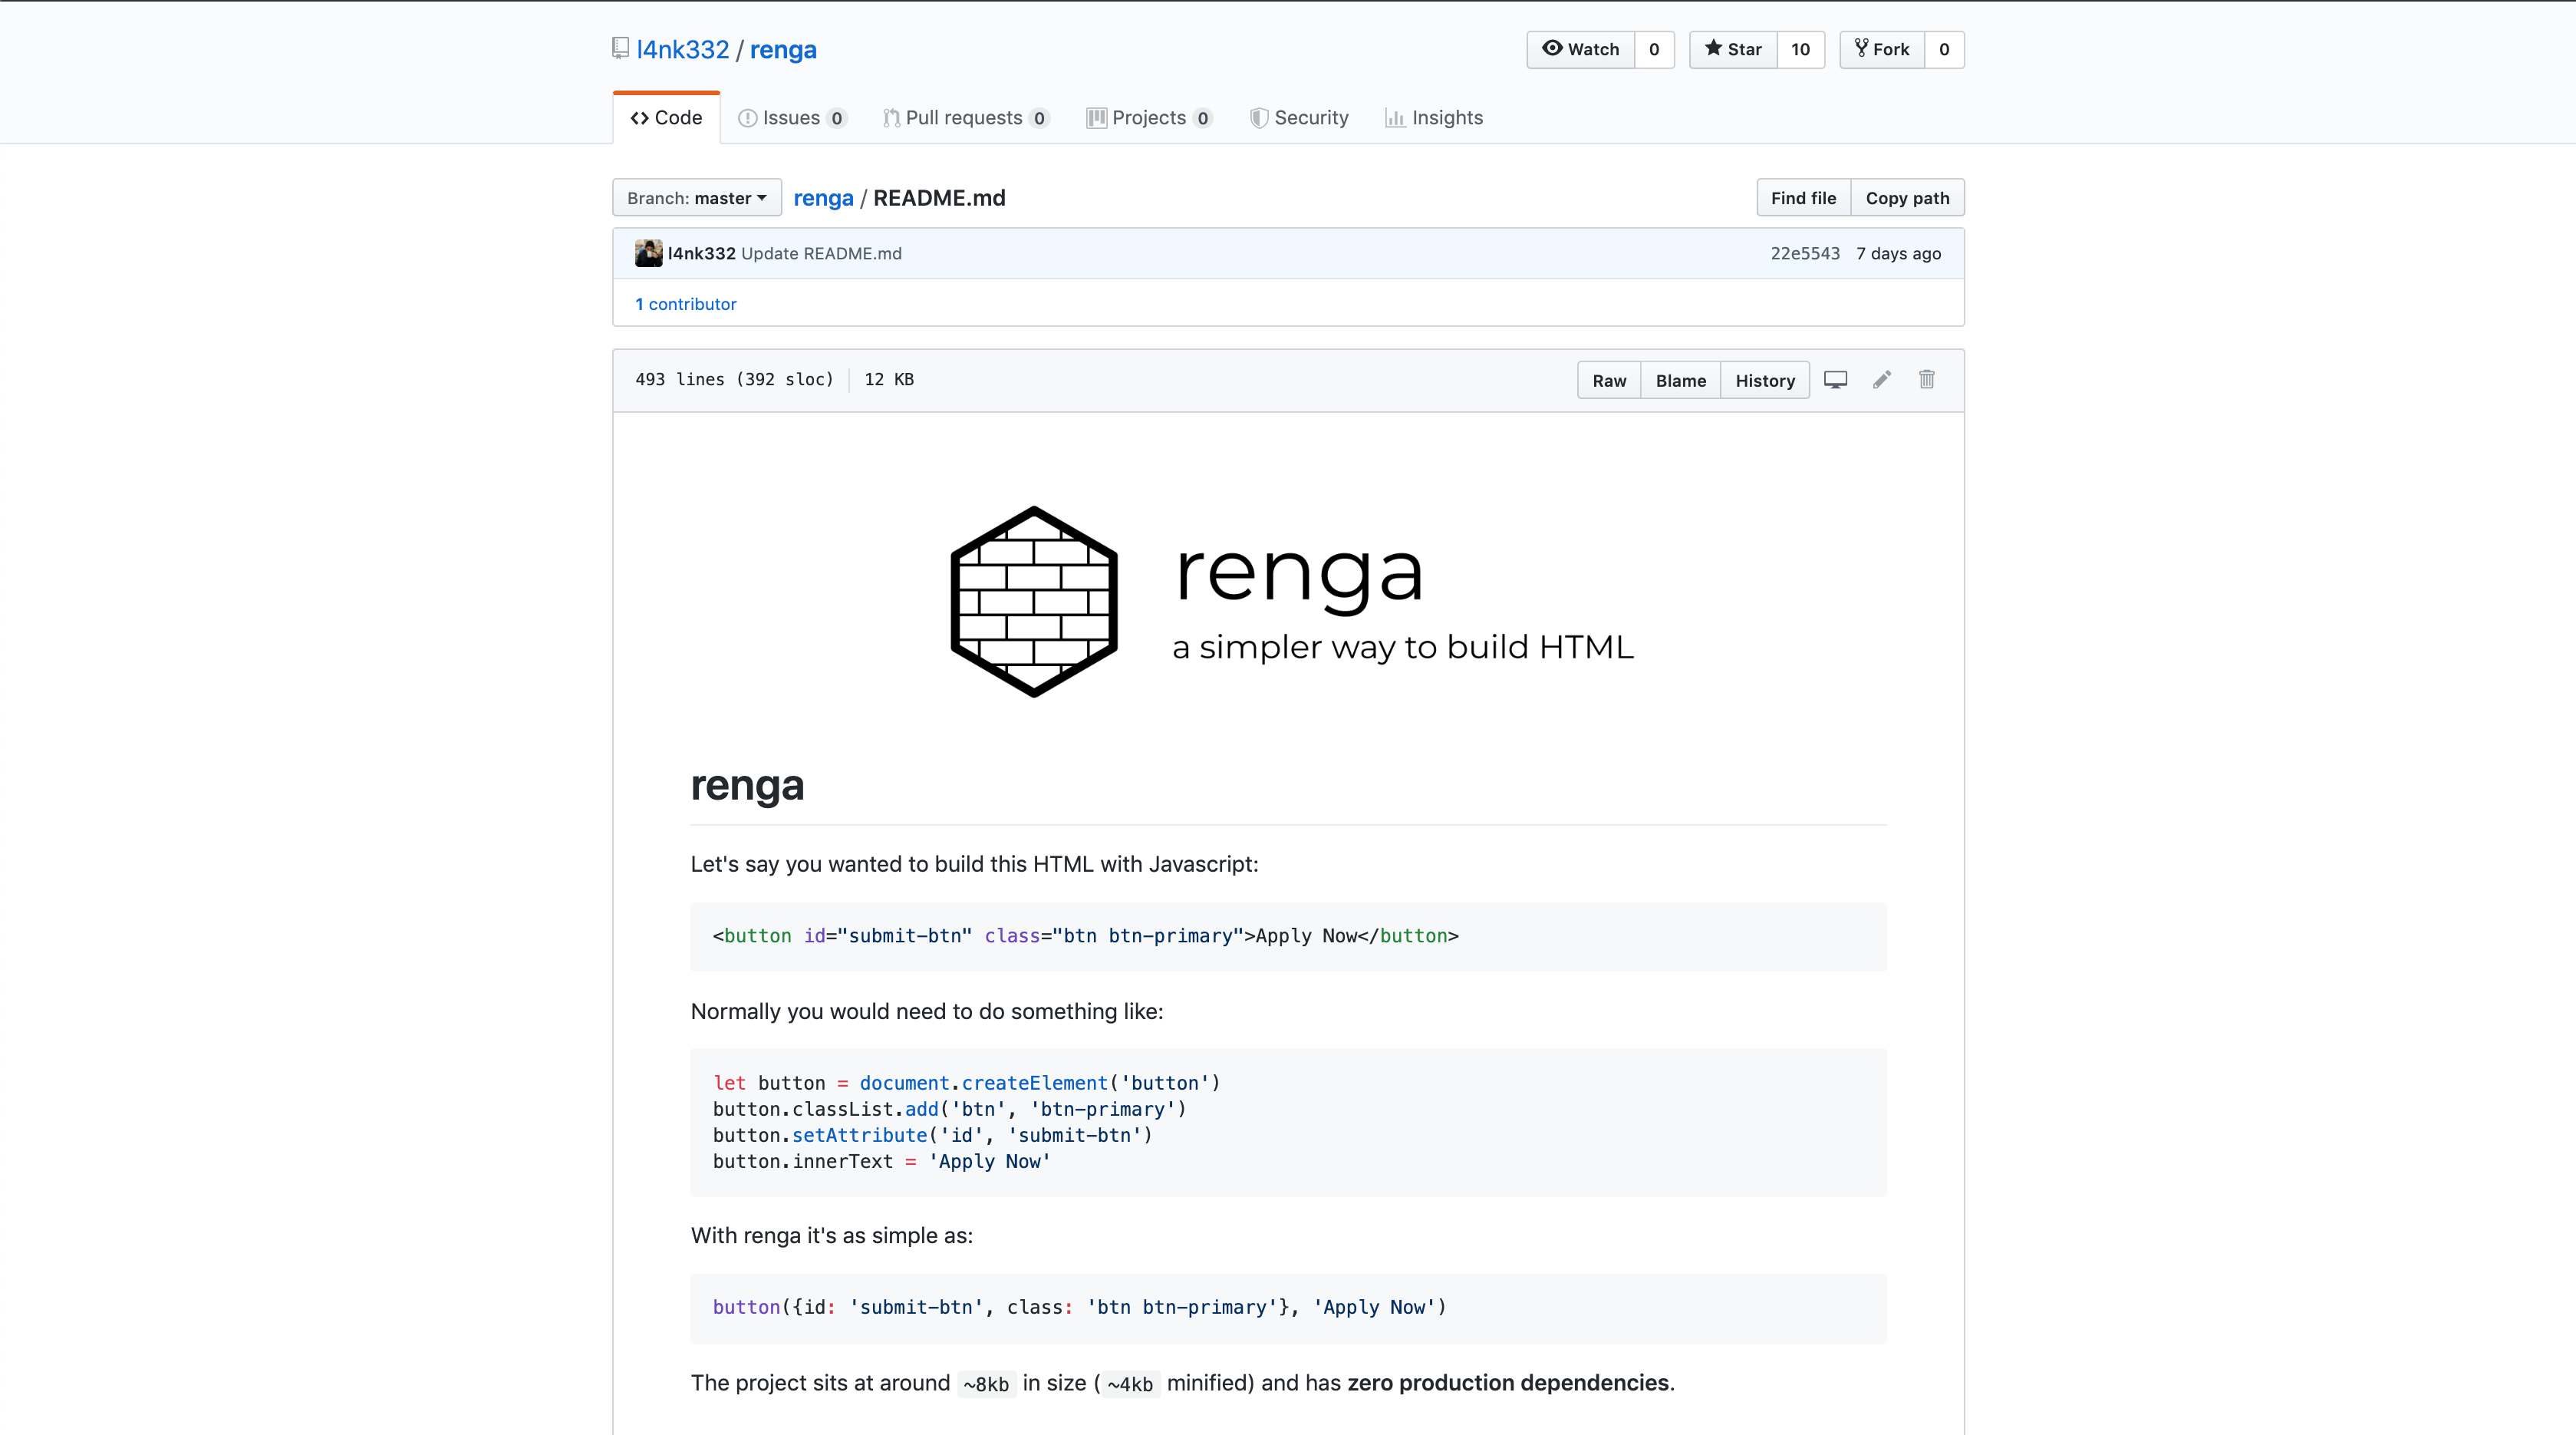 l4nk332 / renga
Watch 0 Star 10 Fork 0
Code Issues 0 Pull requests 0 Projects 0 Security Insights
Branch: master renga / README.md Find file Copy path
l4nk332 Update README.md 22e5543 7 days ago
1 contributor
493 lines (392 sloc) 12 KB Raw Blame History
renga
a simpler way to build HTML
renga
Let's say you wanted to build this HTML with Javascript:
<button id="submit-btn" class="btn btn-primary">Apply Now</button>
Normally you would need to do something like:
let button = document.createElement('button')
button.classList.add('btn', 'btn-primary')
button.setAttribute('id', 'submit-btn')
button.innerText = 'Apply Now'
With renga it's as simple as:
button({id: 'submit-btn', class: 'btn btn-primary'}, 'Apply Now')
The project sits at around ~8kb in size ( ~4kb minified) and has zero production dependencies.